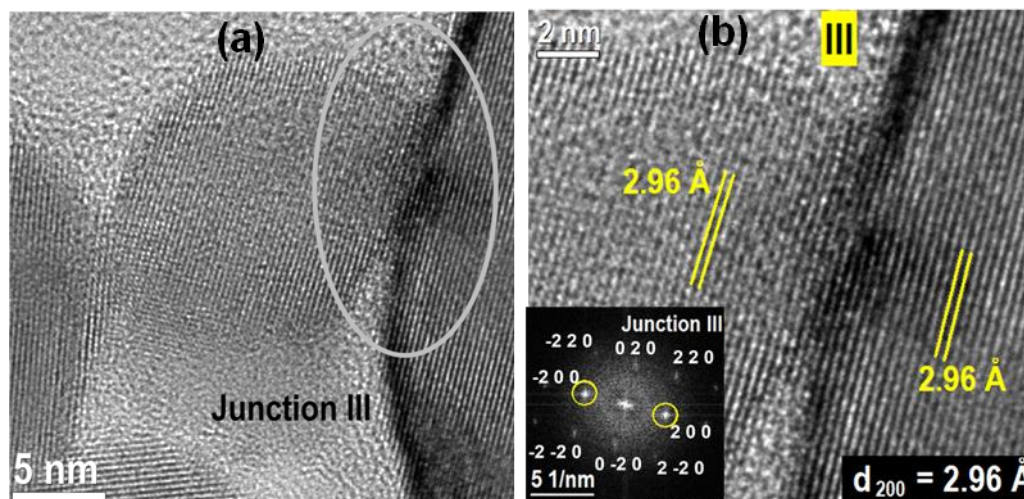 (a)
Junction III
5 nm
2 nm
(b)
III
2.96 Å
2.96 Å
Junction III
-2 2 0
0 2 0
2 2 0
-2 0 0
2 0 0
-2 -2 0
0 -2 0
2 -2 0
5 1/nm
d200 = 2.96 Å